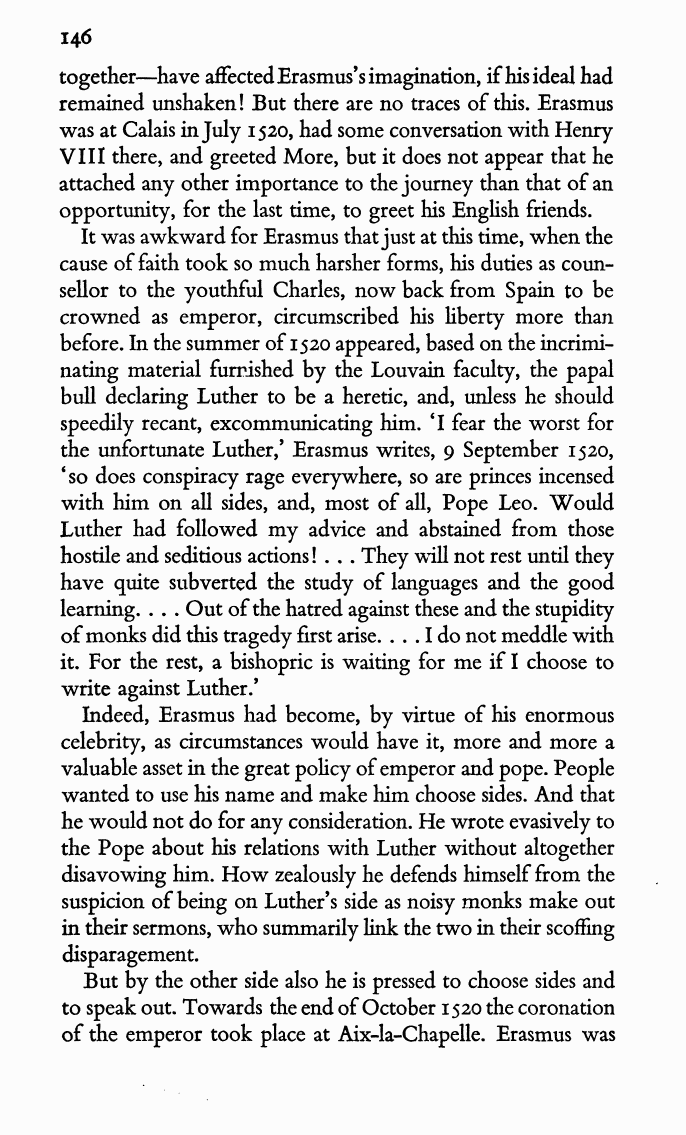 146
together—have affected Erasmus's imagination, if his ideal had
remained unshaken! But there are no traces of this. Erasmus
was at Calais in July 1520, had some conversation with Henry
VIII there, and greeted More, but it does not appear that he
attached any other importance to the journey than that of an
opportunity, for the last time, to greet his English friends.
It was awkward for Erasmus that just at this time, when the
cause of faith took so much harsher forms, his duties as coun-
sellor to the youthful Charles, now back from Spain to be
crowned as emperor, circumscribed his liberty more than
before. In the summer of 1520 appeared, based on the incrimi-
nating material furnished by the Louvain faculty, the papal
bull declaring Luther to be a heretic, and, unless he should
speedily recant, excommunicating him. 'I fear the worst for
the unfortunate Luther,' Erasmus writes, 9 September 1520,
'so does conspiracy rage everywhere, so are princes incensed
with him on all sides, and, most of all, Pope Leo. Would
Luther had followed my advice and abstained from those
hostile and seditious actions! . . . They will not rest until they
have quite subverted the study of languages and the good
learning. . . . Out of the hatred against these and the stupidity
of monks did this tragedy first arise. . . . I do not meddle with
it. For the rest, a bishopric is waiting for me if I choose to
write against Luther.'
Indeed, Erasmus had become, by virtue of his enormous
celebrity, as circumstances would have it, more and more a
valuable asset in the great policy of emperor and pope. People
wanted to use his name and make him choose sides. And that
he would not do for any consideration. He wrote evasively to
the Pope about his relations with Luther without altogether
disavowing him. How zealously he defends himself from the
suspicion of being on Luther's side as noisy monks make out
in their sermons, who summarily link the two in their scoffing
disparagement.
But by the other side also he is pressed to choose sides and
to speak out. Towards the end of October 1520 the coronation
of the emperor took place at Aix-la-Chapelle. Erasmus was